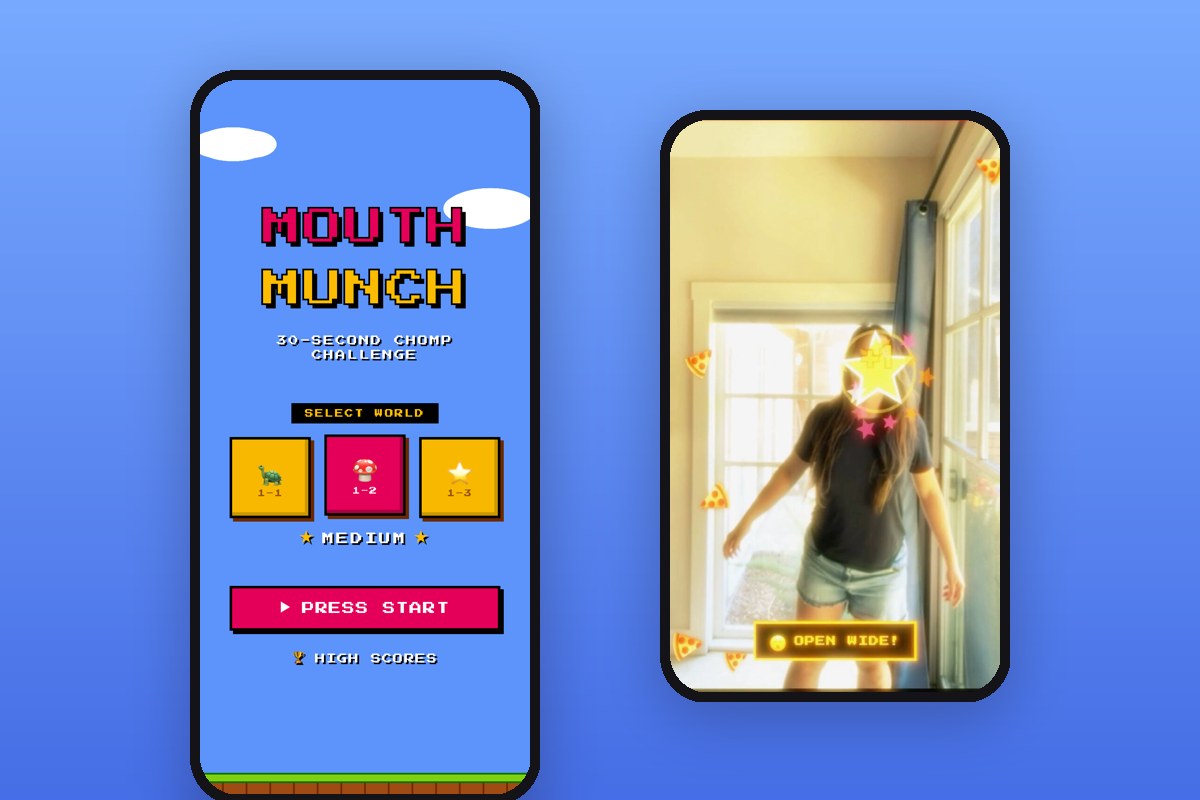 MOUTH
MUNCH
30-SECOND CHOMP
CHALLENGE
SELECT WORLD
1-1
1-2
1-3
★ MEDIUM ★
▶ PRESS START
HIGH SCORES
+1
OPEN WIDE!